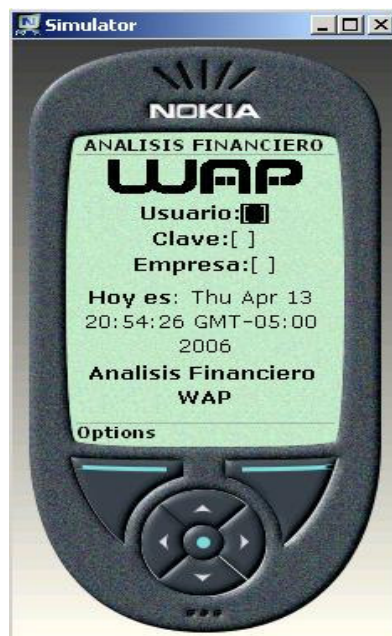 Simulator
NOKIA
ANALISIS FINANCIERO
WAP
Usuario:[ ]
Clave:[ ]
Empresa:[ ]
Hoy es: Thu Apr 13
20:54:26 GMT-05:00
2006
Analisis Financiero
WAP
Options